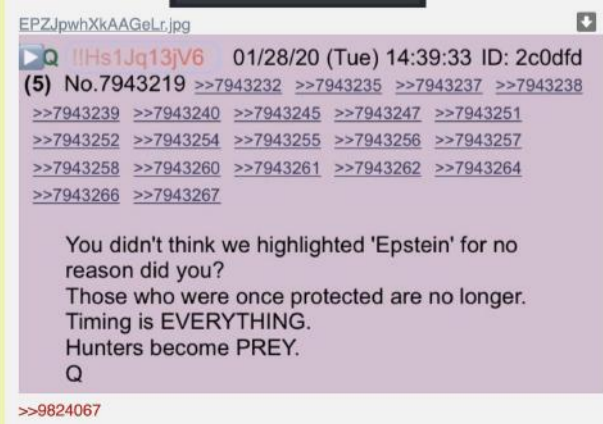 EPZJpwhXkAAGeLr.jpg
Q !!Hs1Jq13jV6 01/28/20 (Tue) 14:39:33 ID: 2c0dfd
(5) No.7943219 >>7943232 >>7943235 >>7943237 >>7943238
>>7943239 >>7943240 >>7943245 >>7943247 >>7943251
>>7943252 >>7943254 >>7943255 >>7943256 >>7943257
>>7943258 >>7943260 >>7943261 >>7943262 >>7943264
>>7943266 >>7943267
You didn't think we highlighted 'Epstein' for no
reason did you?
Those who were once protected are no longer.
Timing is EVERYTHING.
Hunters become PREY.
Q
>>9824067